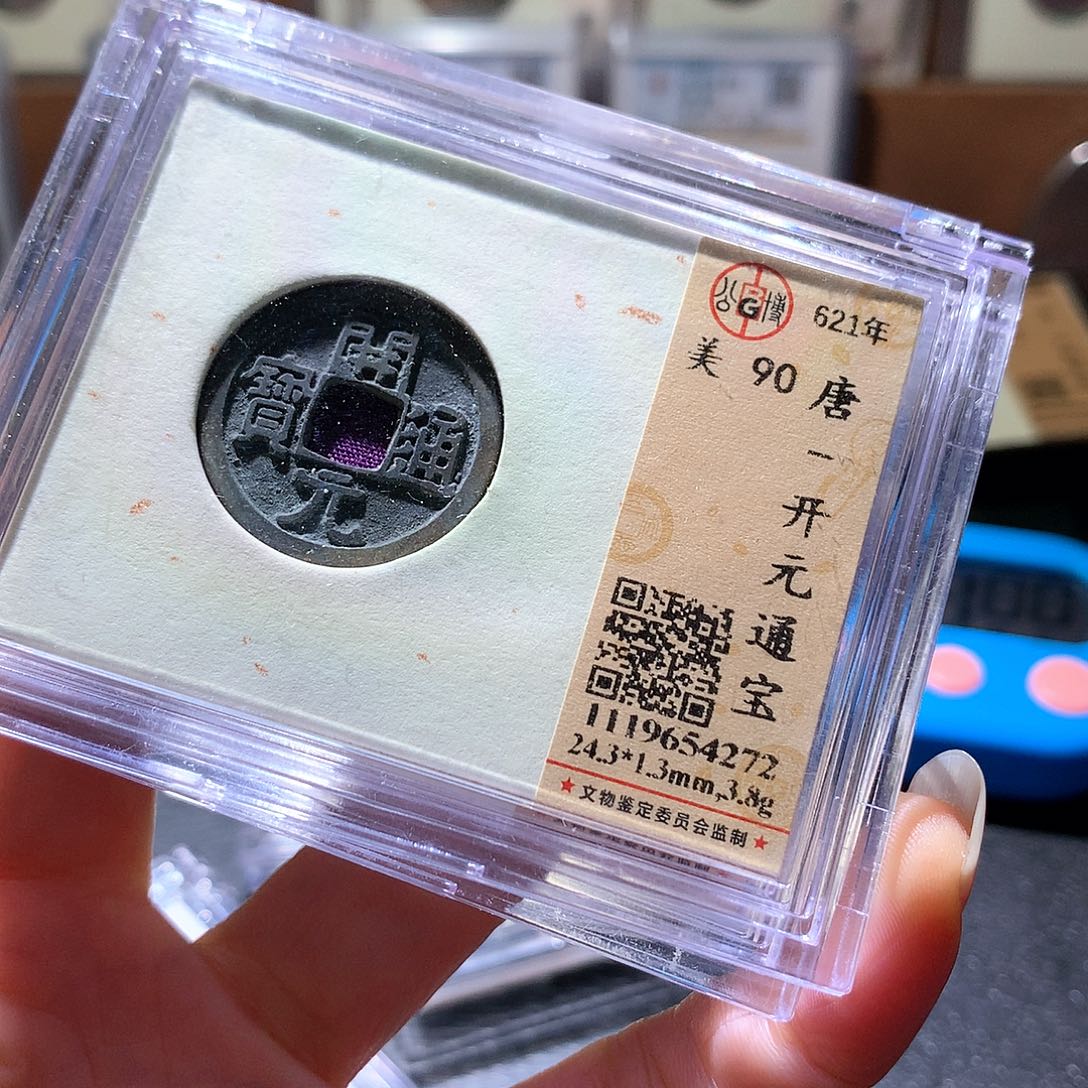 開
通
元
寶
公博
G
621年
美 90
唐-开元通宝
1119654272
24.3*1.3mm,3.8g
★文物鉴定委员会监制★